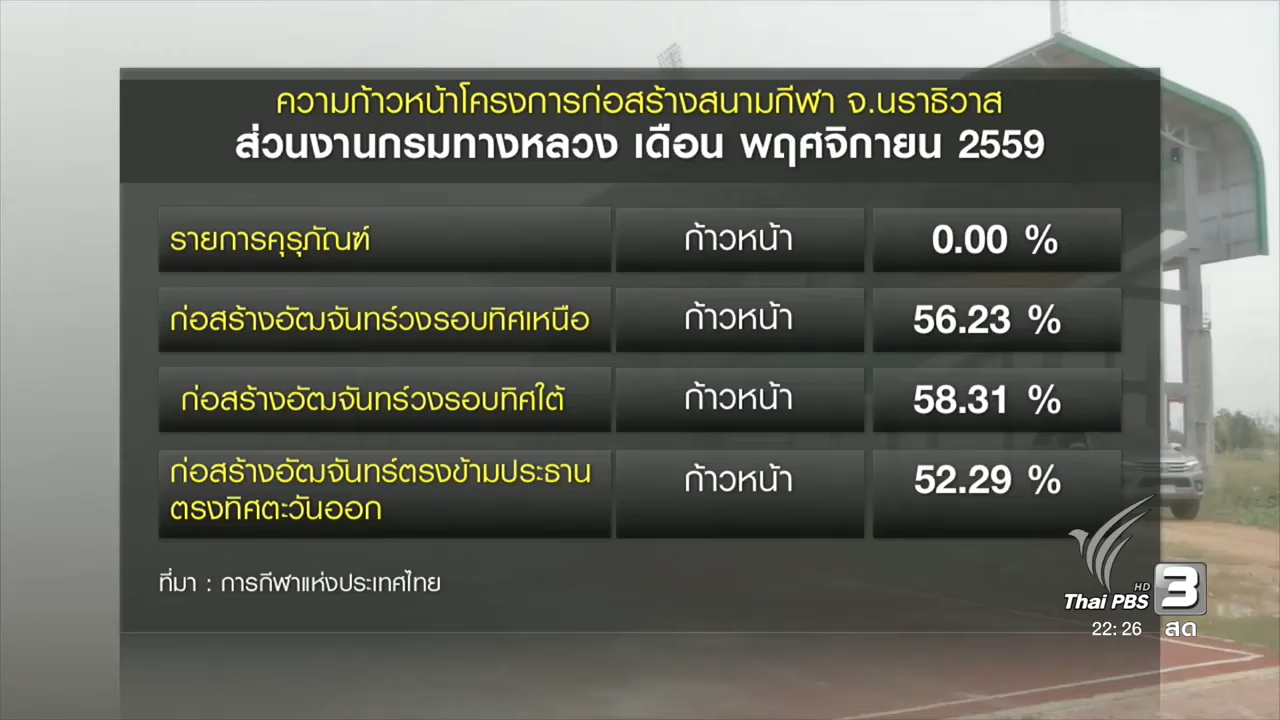 ความก้าวหน้าโครงการก่อสร้างสนามกีฬา จ.นราธิวาส
ส่วนงานกรมทางหลวง เดือน พฤศจิกายน 2559
รายการคุรุภัณฑ์ ก้าวหน้า 0.00 %
ก่อสร้างอัฒจันทร์วงรอบทิศเหนือ ก้าวหน้า 56.23 %
ก่อสร้างอัฒจันทร์วงรอบทิศใต้ ก้าวหน้า 58.31 %
ก่อสร้างอัฒจันทร์ตรงข้ามประธาน ก้าวหน้า 52.29 %
ตรงทิศตะวันออก
ที่มา : การกีฬาแห่งประเทศไทย
HD
Thai PBS 3
22:26 สด